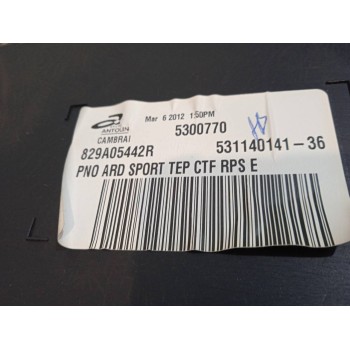 Mar 6 2012 1:50PM
ANTOLIN
CAMBRAI
5300770
829A05442R 531140141-36
PNO ARD SPORT TEP CTF RPS E